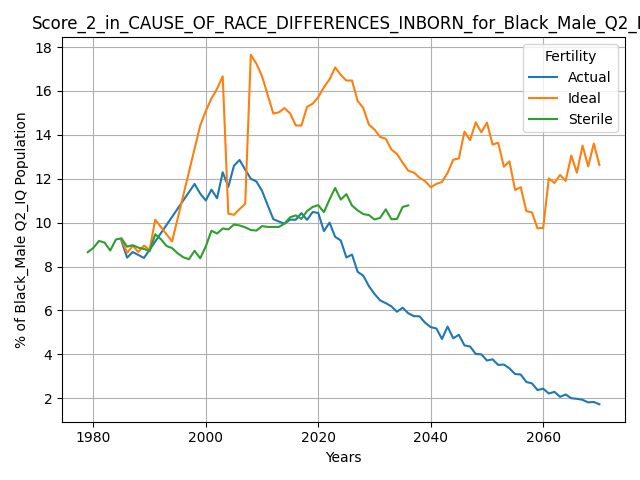 Score_2_in_CAUSE_OF_RACE_DIFFERENCES_INBORN_for_Black_Male_Q2_I
% of Black_Male Q2_IQ Population
18
16
14
12
10
8
6
4
2
Fertility
Actual
Ideal
Sterile
1980 2000 2020 2040 2060
Years